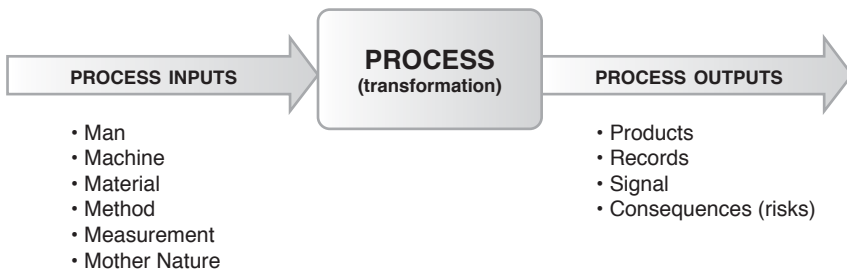 PROCESS INPUTS
• Man
• Machine
• Material
• Method
• Measurement
• Mother Nature
PROCESS
(transformation)
PROCESS OUTPUTS
• Products
• Records
• Signal
• Consequences (risks)